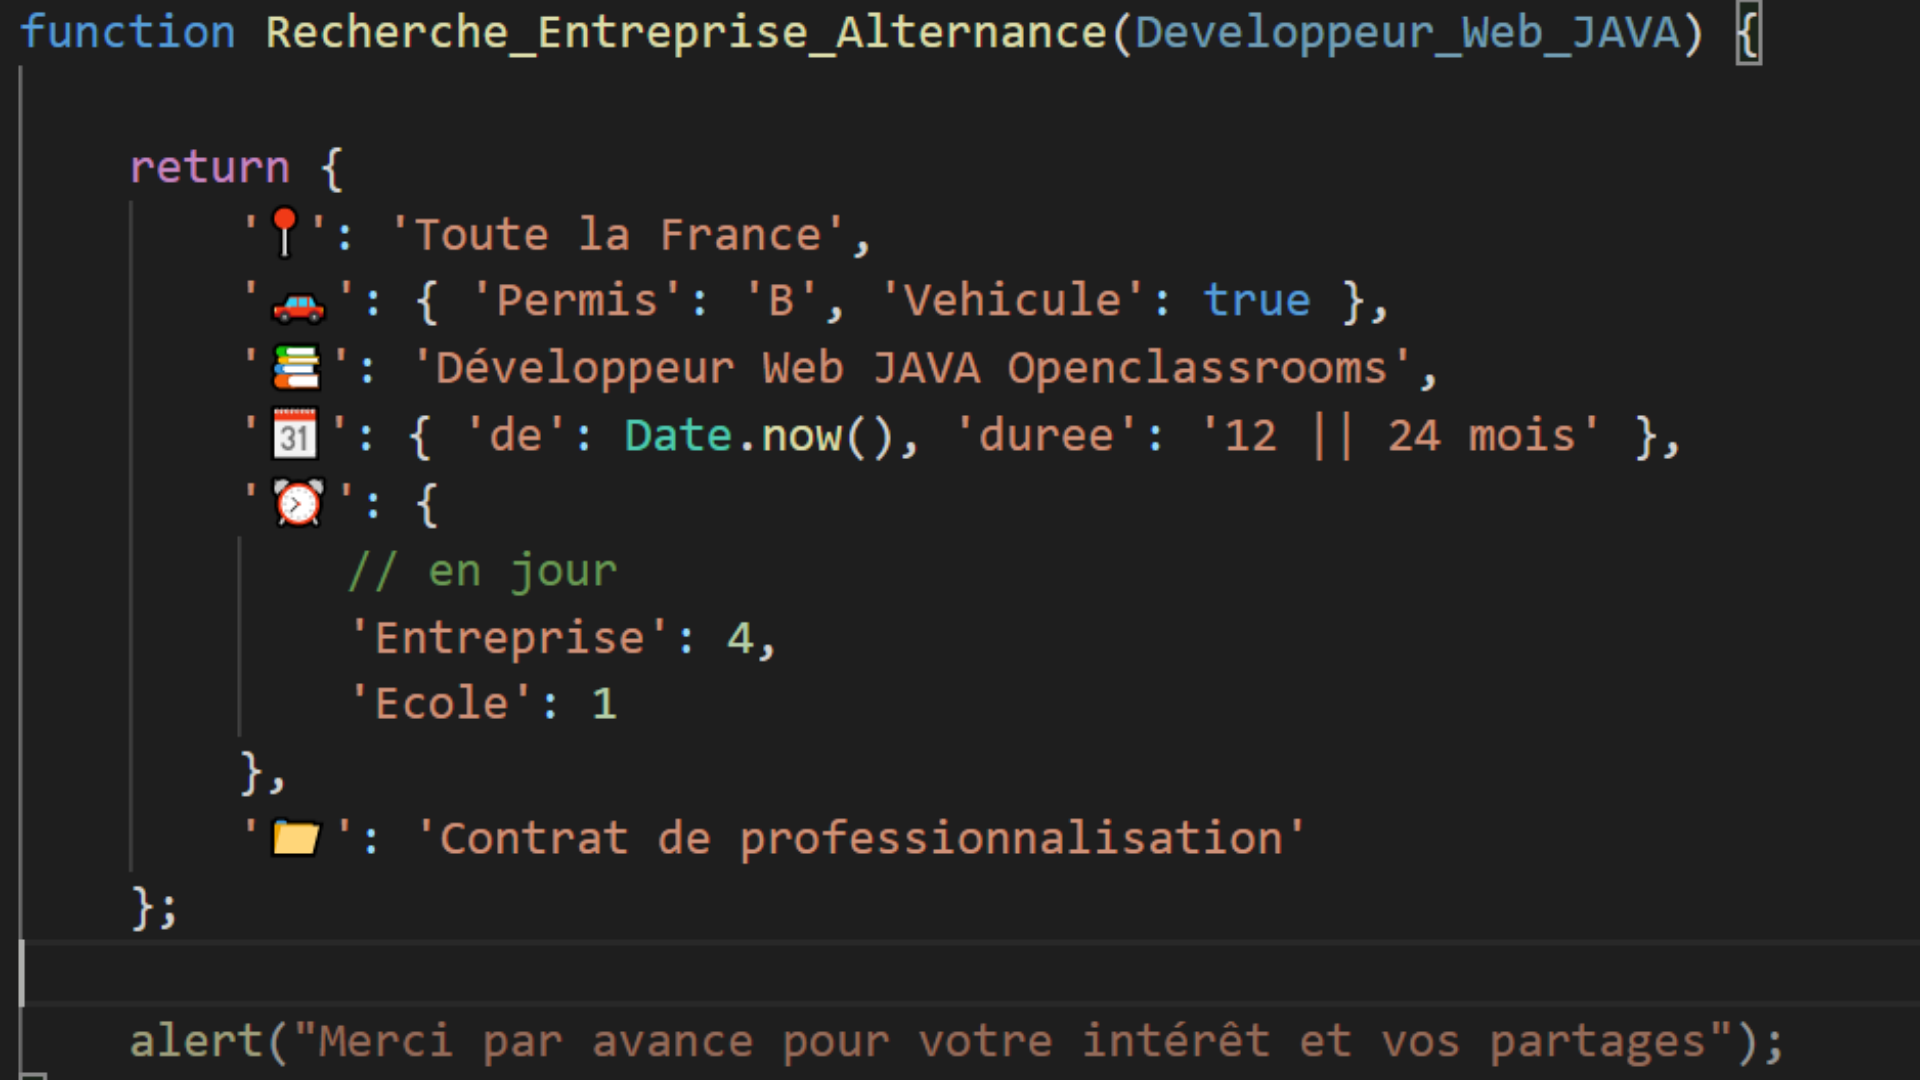 function Recherche_Entreprise_Alternance(Developpeur_Web_JAVA) {
return {
'📍': 'Toute la France',
'🚗': { 'Permis': 'B', 'Vehicule': true },
'📚': 'Développeur Web JAVA Openclassrooms',
'📅': { 'de': Date.now(), 'duree': '12 || 24 mois' },
'⏰': {
// en jour
'Entreprise': 4,
'Ecole': 1
},
'📂': 'Contrat de professionnalisation'
};
alert("Merci par avance pour votre intérêt et vos partages");